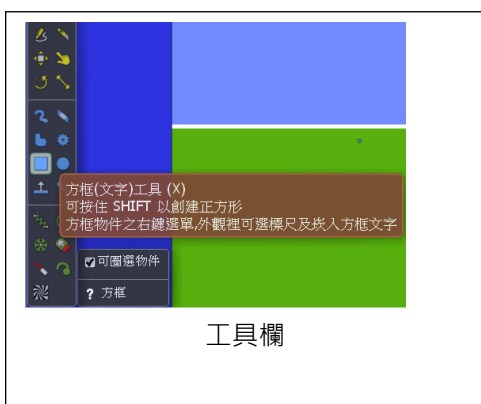 方框(文字)工具 (X)
可按住 SHIFT 以創建正方形
方框物件之右鍵選單,外觀裡可選標尺及崁入方框文字
可圈選物件
? 方框
工具欄